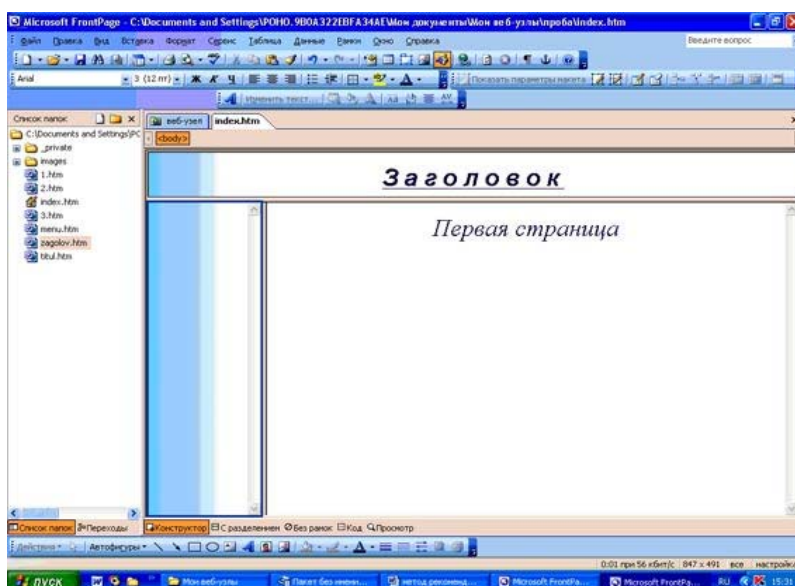 Microsoft FrontPage - C:\Documents and Settings\РОНО.9B0A322EBFA34AE\Мои документы\Мои веб-узлы\проба\index.htm
Файл Правка Вид Вставка Формат Сервис Таблица Данные Рамки Окно Справка
Введите вопрос
Arial 3 (12 пт) Ж К Ч Показать параметры макета
Изменить текст...
Список папок веб-узел index.htm
C:\Documents and Settings\РС <body>
_private
images
1.htm
2.htm
index.htm
3.htm
menu.htm
zagolov.htm
titul.htm
Заголовок
Первая страница
Список папок Переходы Конструктор С разделением Без рамок Код Просмотр
Действия Автофигуры
0:01 при 56 кбит/с 847 x 491 все настройка
пуск Мои веб-узлы Пакет без имени... метод рекоменд... Microsoft FrontPa... Microsoft FrontPa... RU 15:31